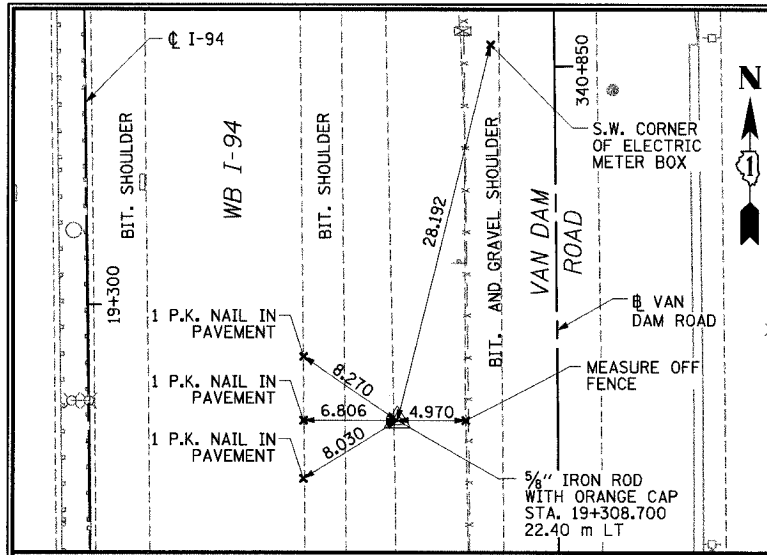 ℄ I-94
BIT. SHOULDER
WB I-94
BIT. SHOULDER
28.192
BIT. AND GRAVEL SHOULDER
VAN DAM
ROAD
340+850
N
1
S.W. CORNER
OF ELECTRIC
METER BOX
19+300
1 P.K. NAIL IN
PAVEMENT
1 P.K. NAIL IN
PAVEMENT
1 P.K. NAIL IN
PAVEMENT
8.270
6.806
4.970
8.030
BL VAN
DAM ROAD
MEASURE OFF
FENCE
5/8" IRON ROD
WITH ORANGE CAP
STA. 19+308.700
22.40 m LT